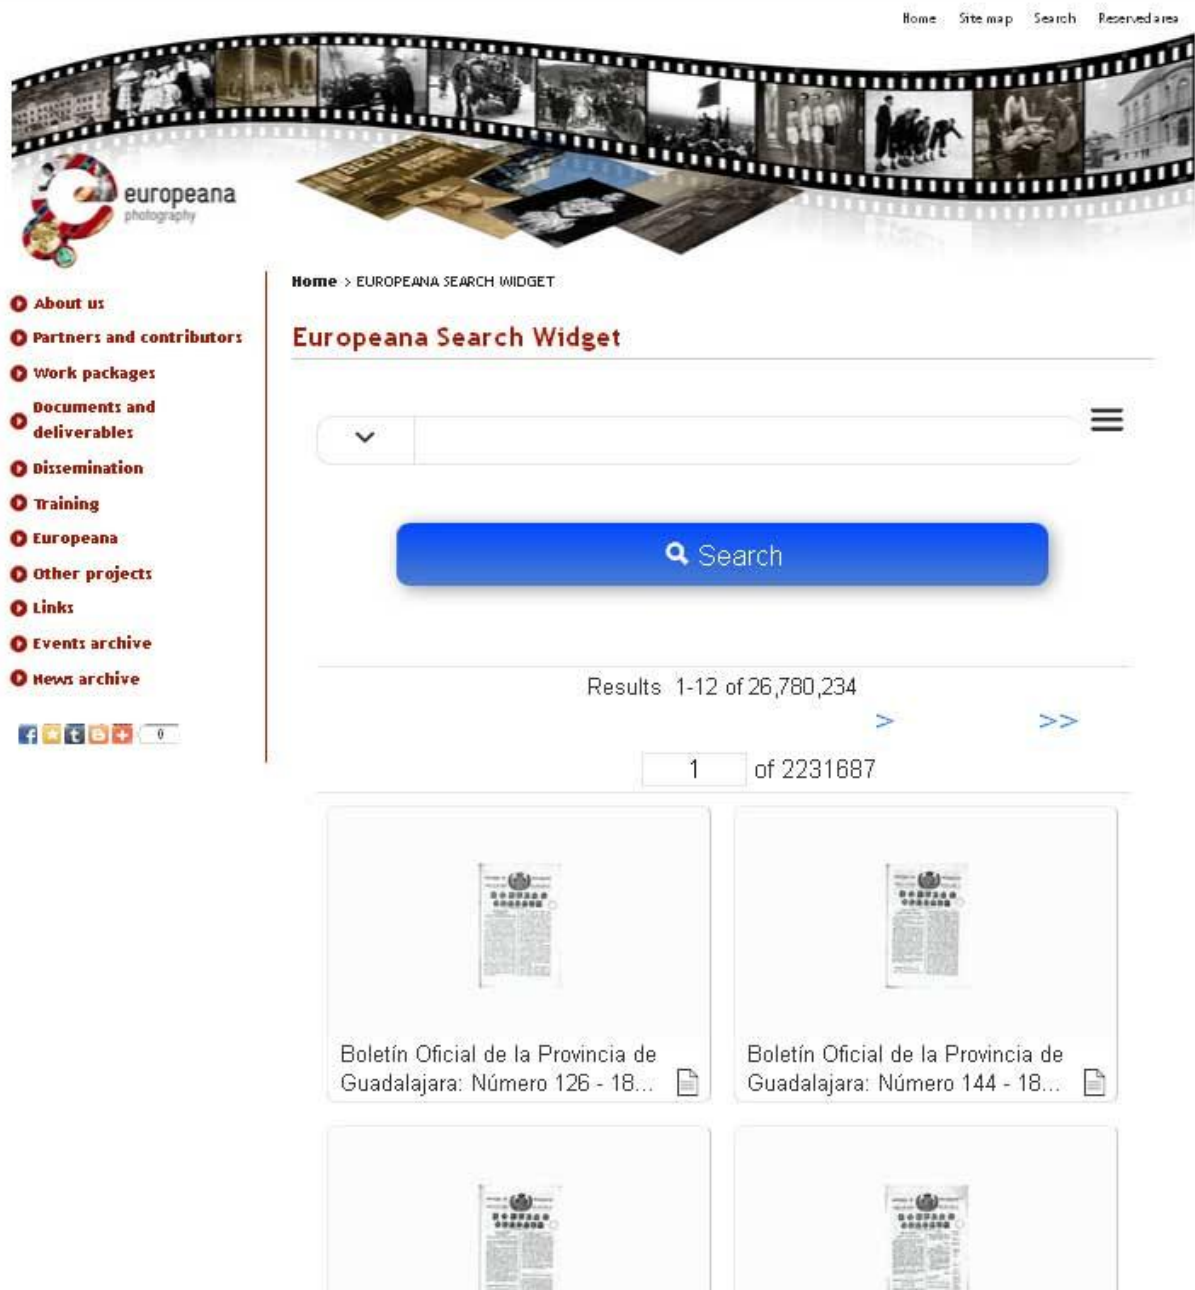 Home Site map Search Reserved area
europeana
photography
Home > EUROPEANA SEARCH WIDGET
About us
Partners and contributors
Work packages
Documents and
deliverables
Dissemination
Training
Europeana
Other projects
Links
Events archive
News archive
0
Europeana Search Widget
Search
Results 1-12 of 26,780,234
> >>
1 of 2231687
Boletín Oficial de la Provincia de
Guadalajara: Número 126 - 18...
Boletín Oficial de la Provincia de
Guadalajara: Número 144 - 18...